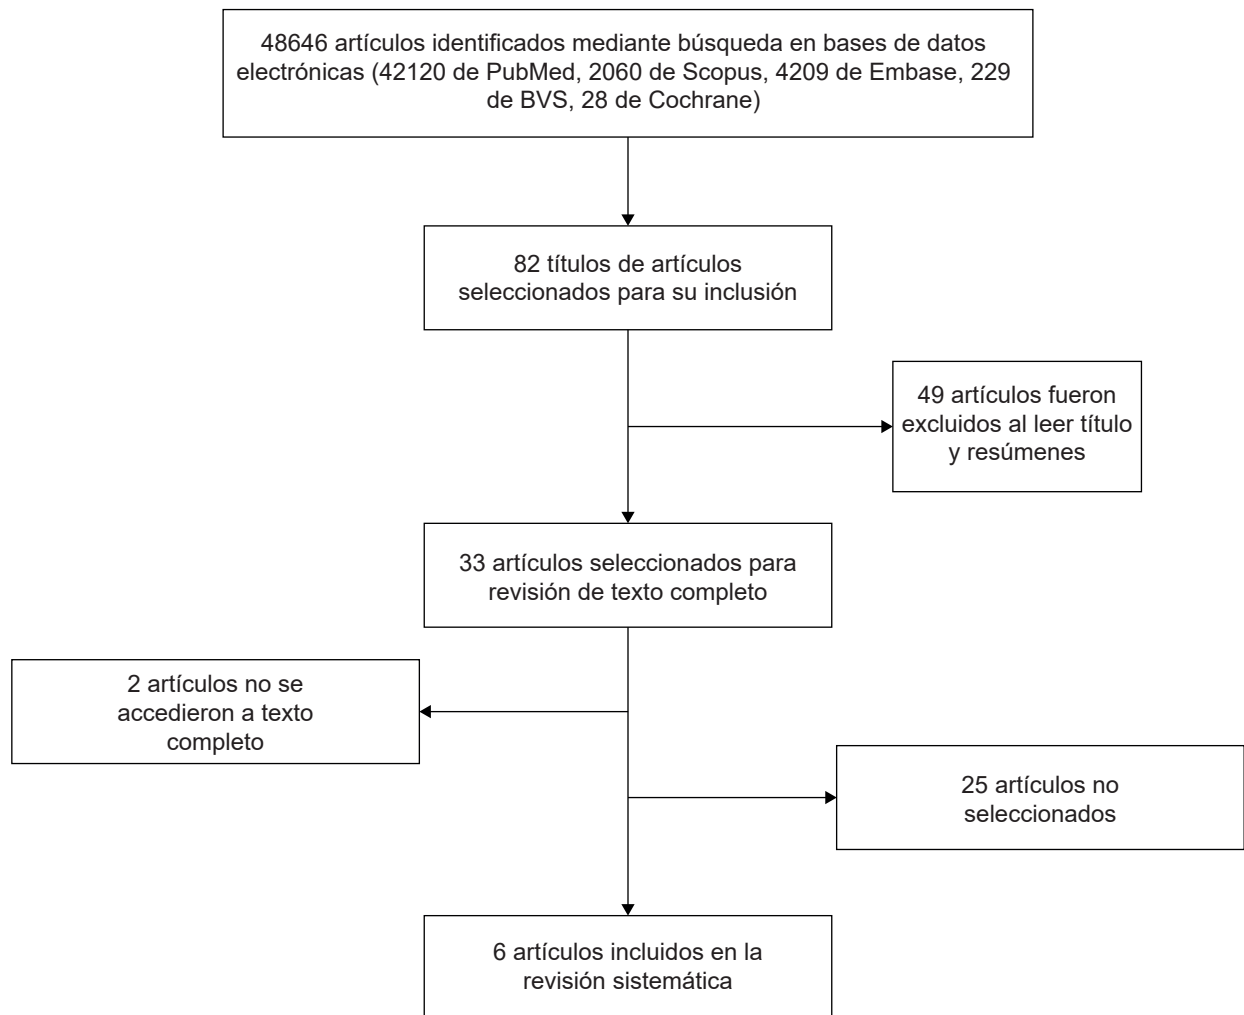 48646 artículos identificados mediante búsqueda en bases de datos
electrónicas (42120 de PubMed, 2060 de Scopus, 4209 de Embase, 229
de BVS, 28 de Cochrane)
82 títulos de artículos
seleccionados para su inclusión
49 artículos fueron
excluidos al leer título
y resúmenes
33 artículos seleccionados para
revisión de texto completo
2 artículos no se
accedieron a texto
completo
25 artículos no
seleccionados
6 artículos incluidos en la
revisión sistemática